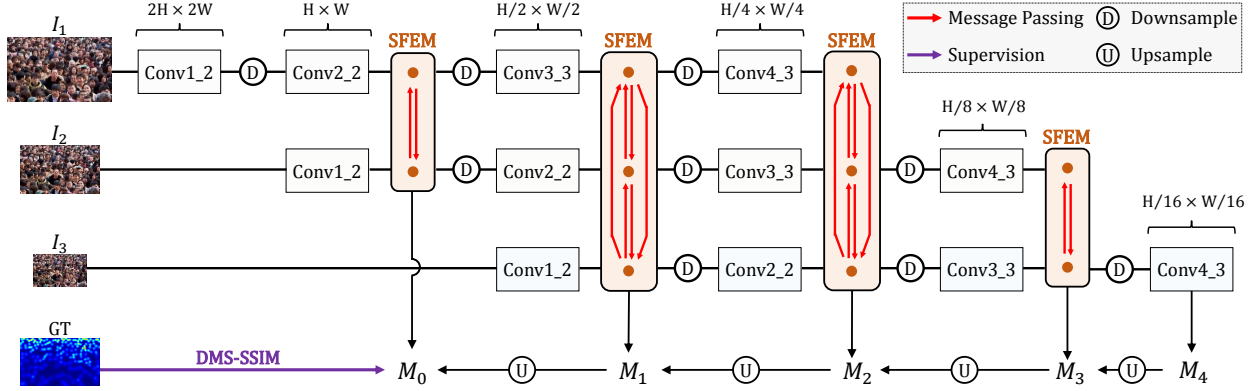 2H × 2W
H × W
H/2 × W/2
H/4 × W/4
Message Passing
D Downsample
Supervision
U Upsample
I1
SFEM
SFEM
SFEM
Conv1_2
D
Conv2_2
D
Conv3_3
D
Conv4_3
H/8 × W/8
I2
SFEM
Conv1_2
D
Conv2_2
D
Conv3_3
D
Conv4_3
H/16 × W/16
I3
Conv1_2
D
Conv2_2
D
Conv3_3
D
Conv4_3
GT
DMS-SSIM
M0
U
M1
U
M2
U
M3
U
M4